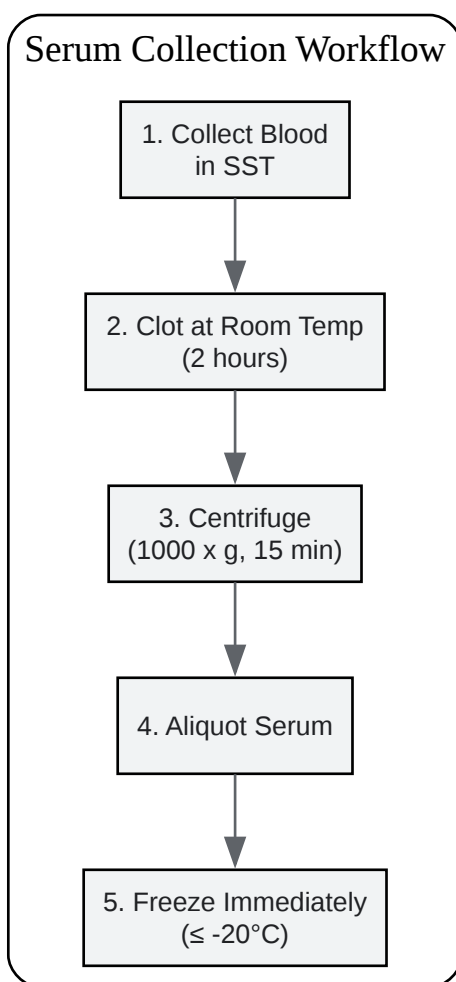 Serum Collection Workflow
1. Collect Blood
in SST
2. Clot at Room Temp
(2 hours)
3. Centrifuge
(1000 x g, 15 min)
4. Aliquot Serum
5. Freeze Immediately
(≤ -20°C)